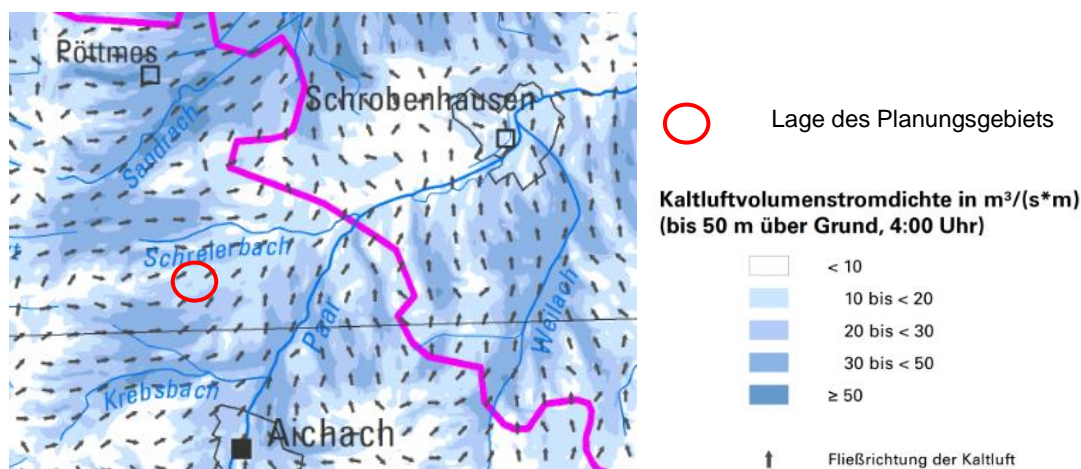 Pöttmes
Schrobenhausen
Sandrach
Schreierbach
Paar
Weilach
Krebsbach
Aichach
Lage des Planungsgebiets
Kaltluftvolumenstromdichte in m³/(s*m)
(bis 50 m über Grund, 4:00 Uhr)
< 10
10 bis < 20
20 bis < 30
30 bis < 50
≥ 50
Fließrichtung der Kaltluft